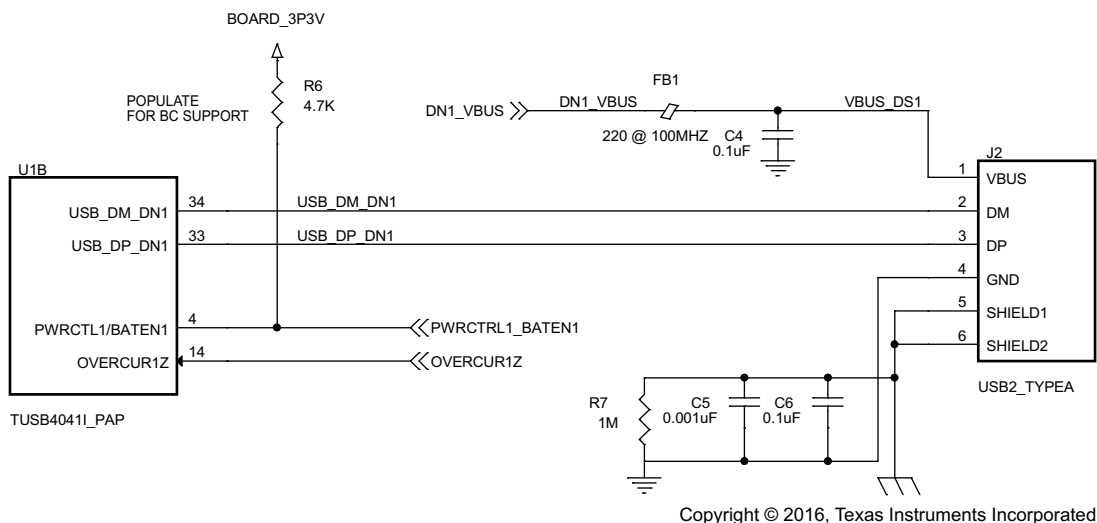 BOARD_3P3V
R6
4.7K
POPULATE
FOR BC SUPPORT
FB1
DN1_VBUS
DN1_VBUS
VBUS_DS1
220 @ 100MHZ
C4
0.1uF
J2
U1B
1
VBUS
USB_DM_DN1
34
USB_DM_DN1
2
DM
USB_DP_DN1
33
USB_DP_DN1
3
DP
4
GND
5
SHIELD1
PWRCTL1/BATEN1
4
PWRCTRL1_BATEN1
6
SHIELD2
OVERCUR1Z
14
OVERCUR1Z
USB2_TYPEA
TUSB4041I_PAP
R7
1M
C5
0.001uF
C6
0.1uF
Copyright © 2016, Texas Instruments Incorporated